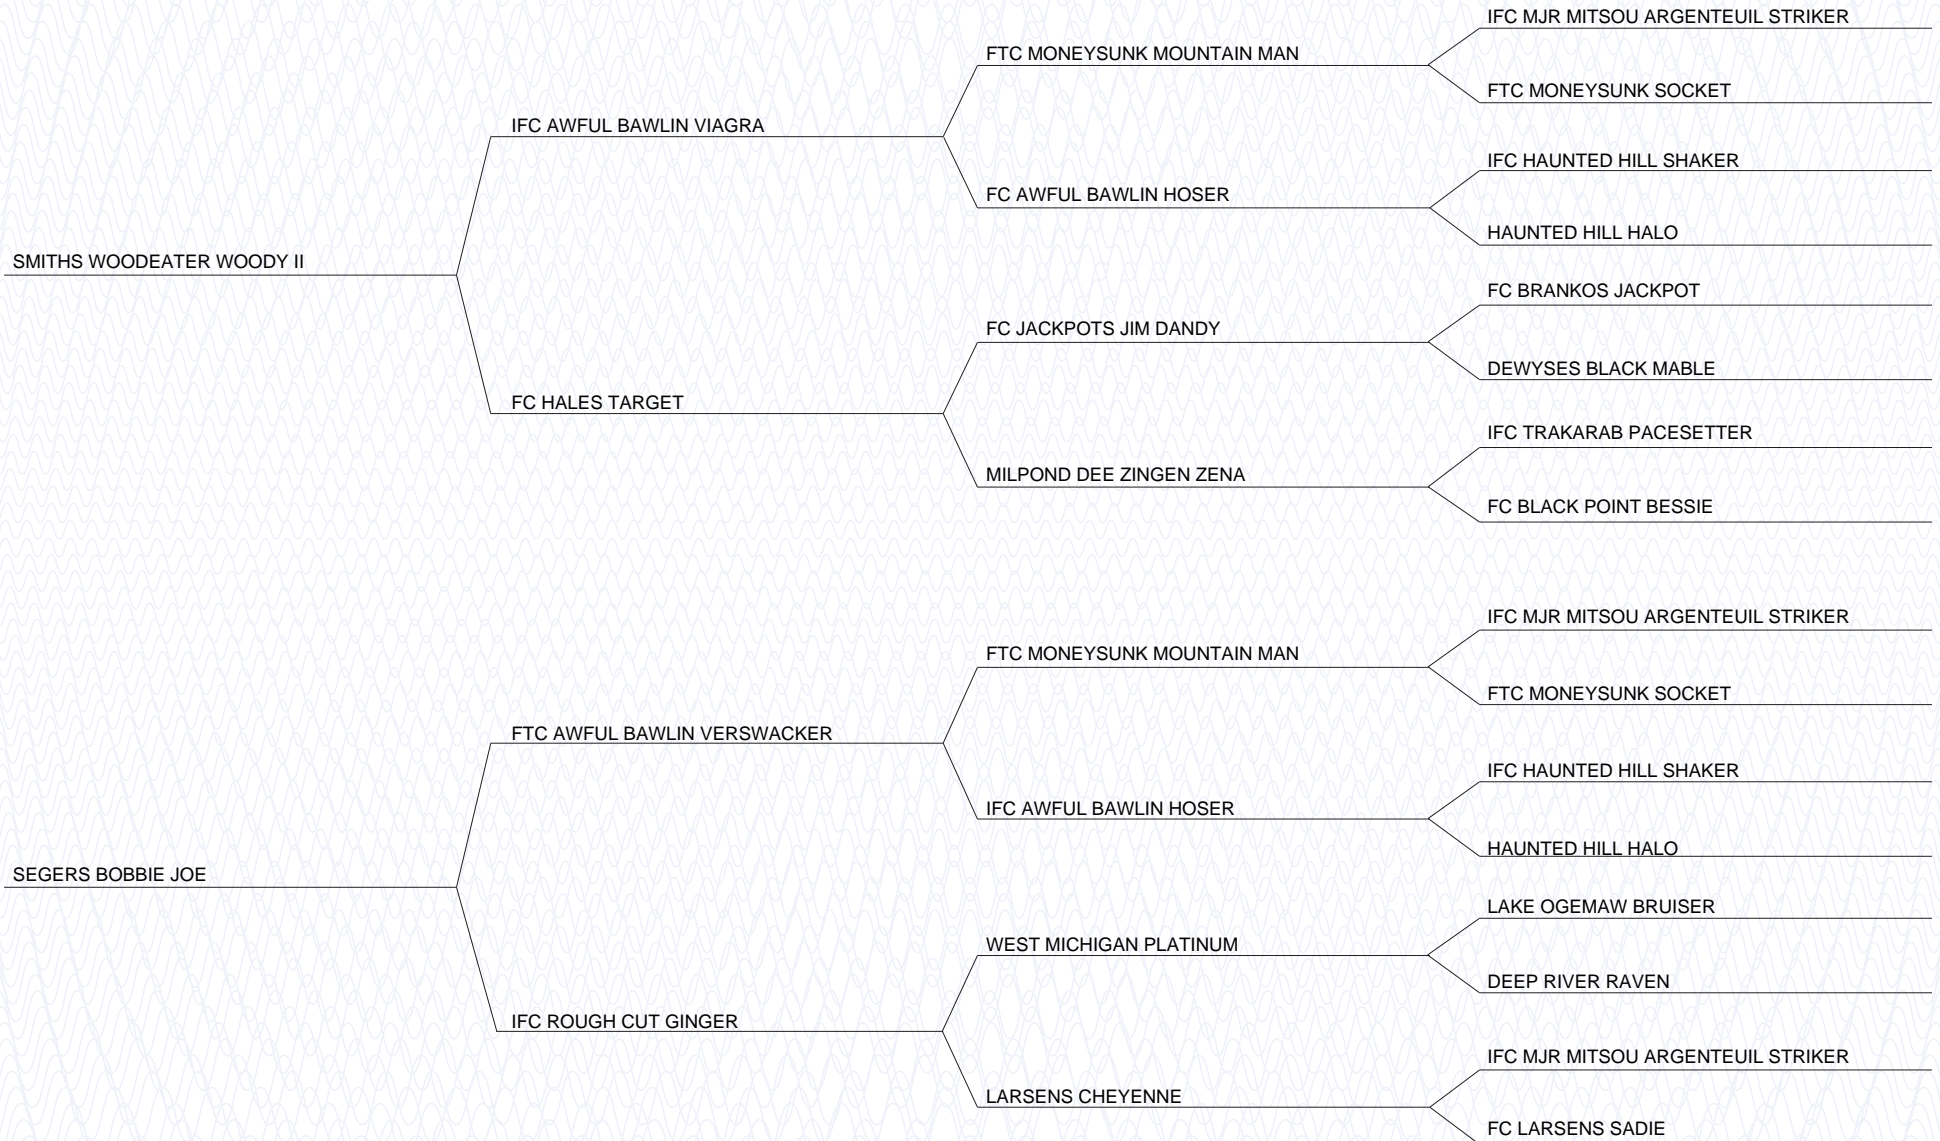 IFC MJR MITSOU ARGENTEUIL STRIKER
FTC MONEYSUNK MOUNTAIN MAN
FTC MONEYSUNK SOCKET
IFC AWFUL BAWLIN VIAGRA
IFC HAUNTED HILL SHAKER
FC AWFUL BAWLIN HOSER
HAUNTED HILL HALO
SMITHS WOODEATER WOODY II
FC BRANKOS JACKPOT
FC JACKPOTS JIM DANDY
DEWYSES BLACK MABLE
FC HALES TARGET
IFC TRAKARAB PACESETTER
MILPOND DEE ZINGEN ZENA
FC BLACK POINT BESSIE
IFC MJR MITSOU ARGENTEUIL STRIKER
FTC MONEYSUNK MOUNTAIN MAN
FTC MONEYSUNK SOCKET
FTC AWFUL BAWLIN VERSWACKER
IFC HAUNTED HILL SHAKER
IFC AWFUL BAWLIN HOSER
HAUNTED HILL HALO
SEGERS BOBBIE JOE
LAKE OGEMAW BRUISER
WEST MICHIGAN PLATINUM
DEEP RIVER RAVEN
IFC ROUGH CUT GINGER
IFC MJR MITSOU ARGENTEUIL STRIKER
LARSENS CHEYENNE
FC LARSENS SADIE